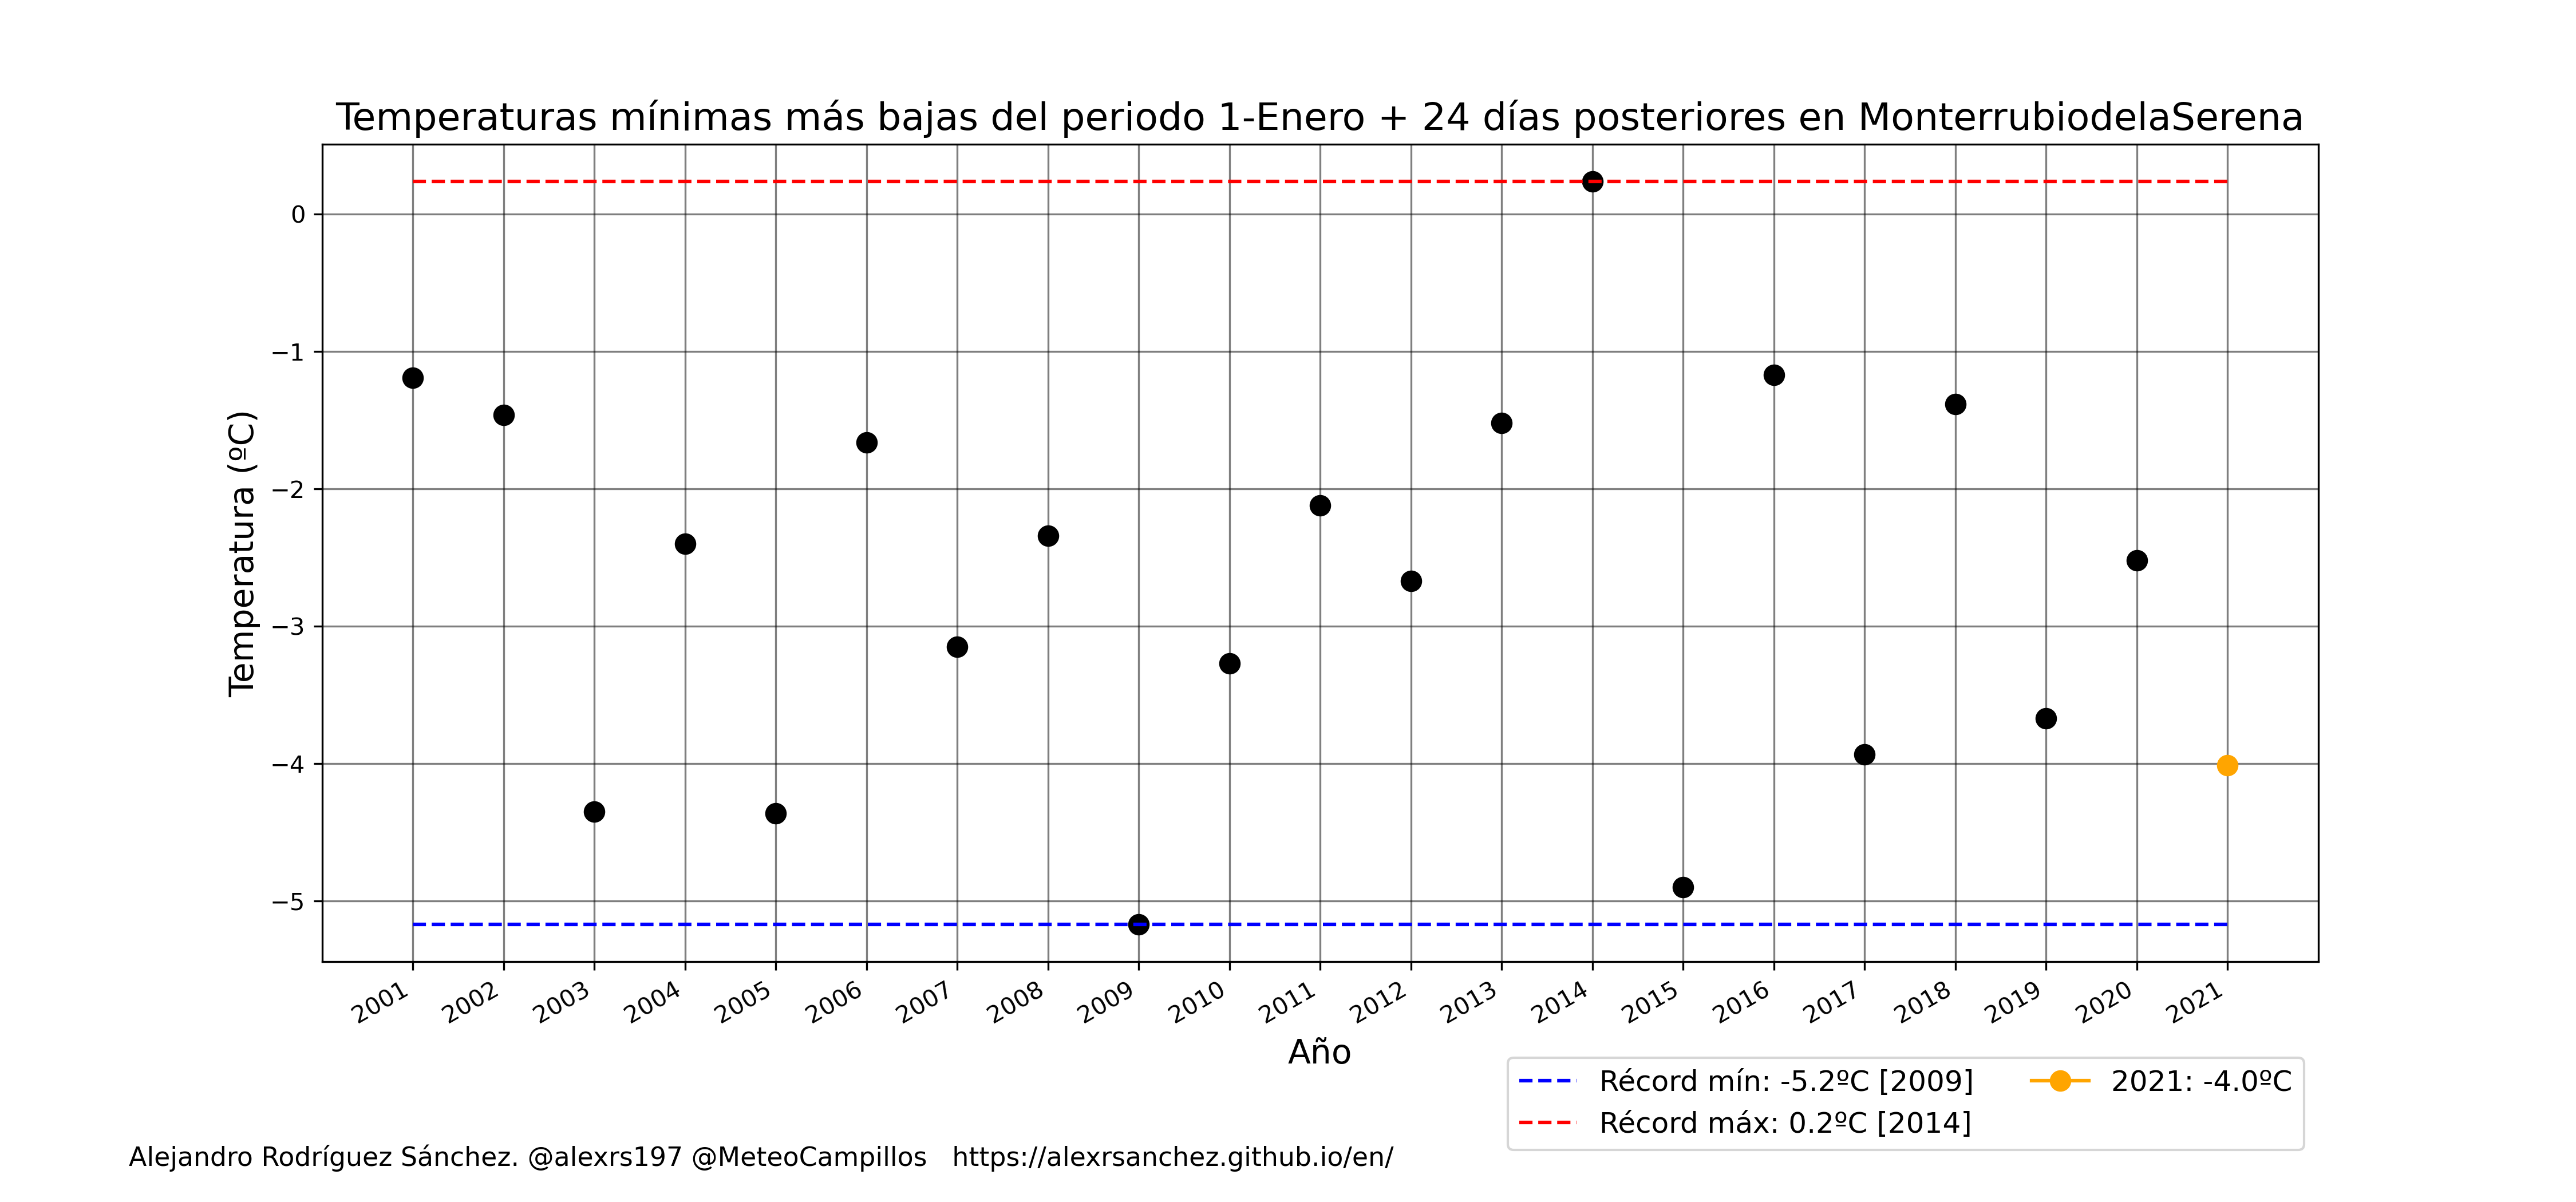 Temperaturas mínimas más bajas del periodo 1-Enero + 24 días posteriores en MonterrubiodelaSerena
Temperatura (ºC)
0
−1
−2
−3
−4
−5
2001 2002 2003 2004 2005 2006 2007 2008 2009 2010 2011 2012 2013 2014 2015 2016 2017 2018 2019 2020 2021
Año
Récord mín: -5.2ºC [2009]
Récord máx: 0.2ºC [2014]
2021: -4.0ºC
Alejandro Rodríguez Sánchez. @alexrs197 @MeteoCampillos https://alexrsanchez.github.io/en/